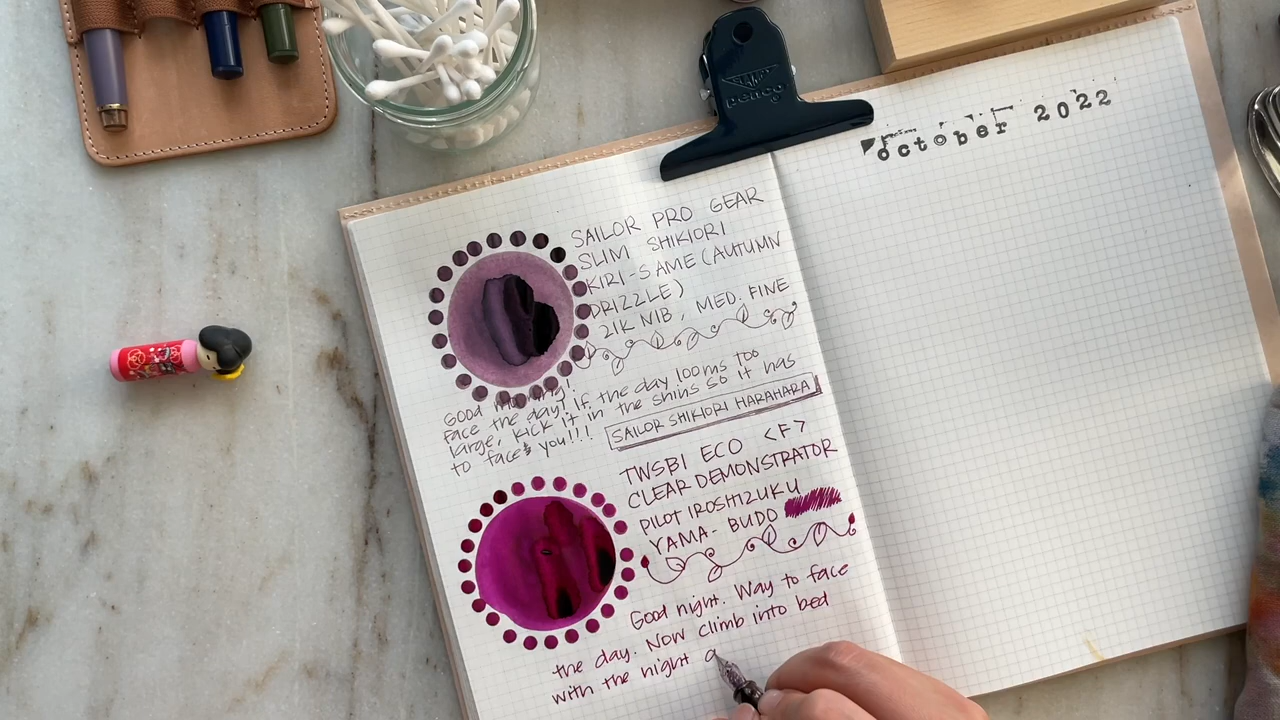 penco
October 2022
SAILOR PRO GEAR
SLIM SHIKIORI
KIRI-SAME (AUTUMN
DRIZZLE)
21K NIB, MED. FINE
Good morning!
face the day! If the day looms too
large, kick it in the shins so it has
to face you!!!
SAILOR SHIKIORI HARAHARA
TWSBI ECO <F>
CLEAR DEMONSTRATOR
PILOT IROSHIZUKU
YAMA-BUDO
Good night. Way to face
the day. Now climb into bed
with the night a